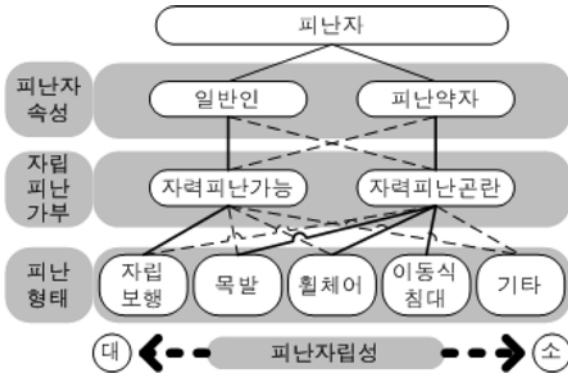 피난자
피난자
속성
일반인
피난약자
자립
피난
가부
자력피난가능
자력피난곤란
피난
형태
자립
보행
목발
휠체어
이동식
침대
기타
대
피난자립성
소